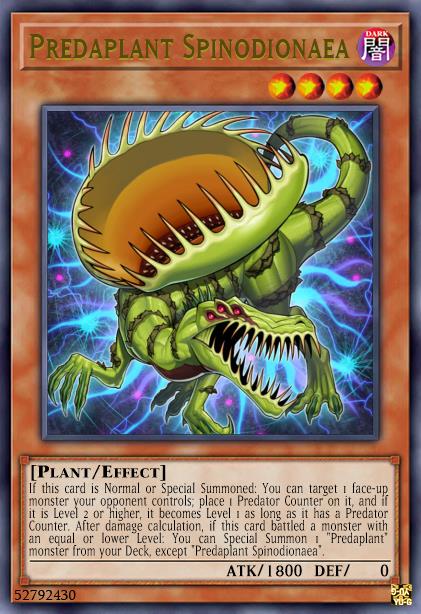 PREDAPLANT SPINODIONAEA
DARK
闇
[PLANT/EFFECT]
If this card is Normal or Special Summoned: You can target 1 face-up
monster your opponent controls; place 1 Predator Counter on it, and if
it is Level 2 or higher, it becomes Level 1 as long as it has a Predator
Counter. After damage calculation, if this card battled a monster with
an equal or lower Level: You can Special Summon 1 "Predaplant"
monster from your Deck, except "Predaplant Spinodionaea".
ATK/1800 DEF/ 0
52792430